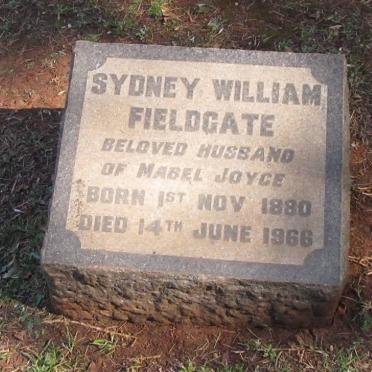 SYDNEY WILLIAM
FIELDGATE
BELOVED HUSBAND
OF MABEL JOYCE
BORN 1ST NOV 1880
DIED 14TH JUNE 1966